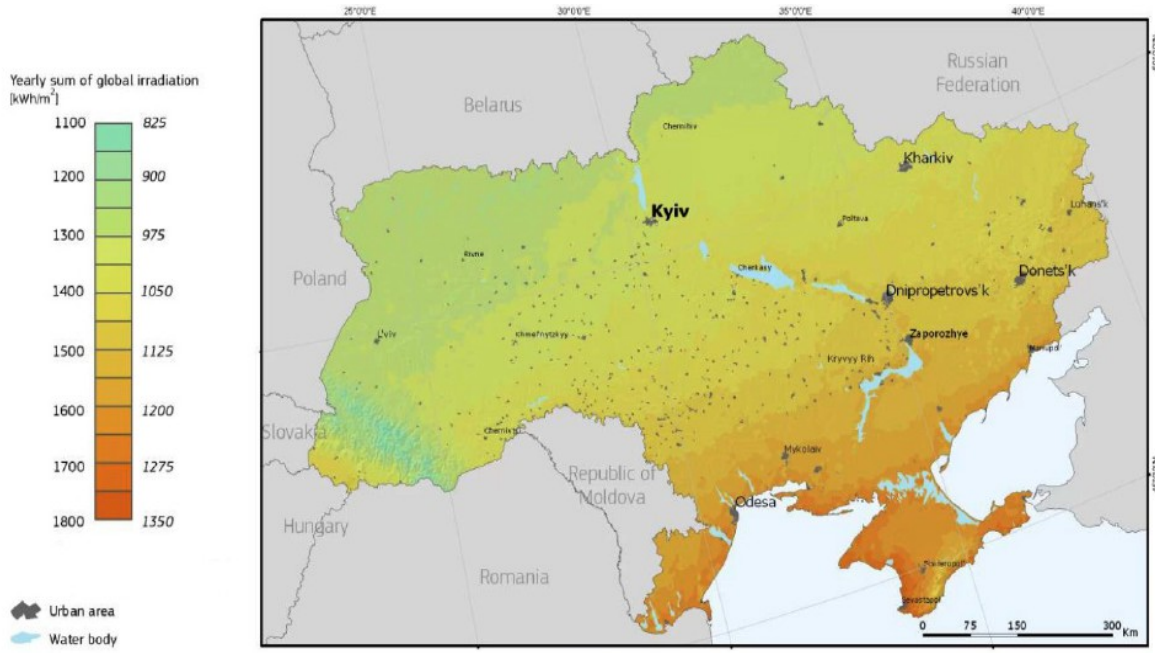 25°0'0"E 30°0'0"E 35°0'0"E 40°0'0"E
Yearly sum of global irradiation
[kWh/m²]
1100 825
1200 900
1300 975
1400 1050
1500 1125
1600 1200
1700 1275
1800 1350
Urban area
Water body
Belarus
Russian
Federation
Chernihiv
Kharkiv
Kyiv
Luhans'k
Poltava
Rivne
Poland
Cherkasy
Donets'k
Dnipropetrovs'k
L'viv
Khmel'nytzkyy
Zaporozhye
Mariupol
Kryvyy Rih
Slovakia
Chernivtsi
Republic of
Moldova
Mykolaiv
Hungary
Odesa
Romania
Simferopol
Sevastopol
0 75 150 300
Km